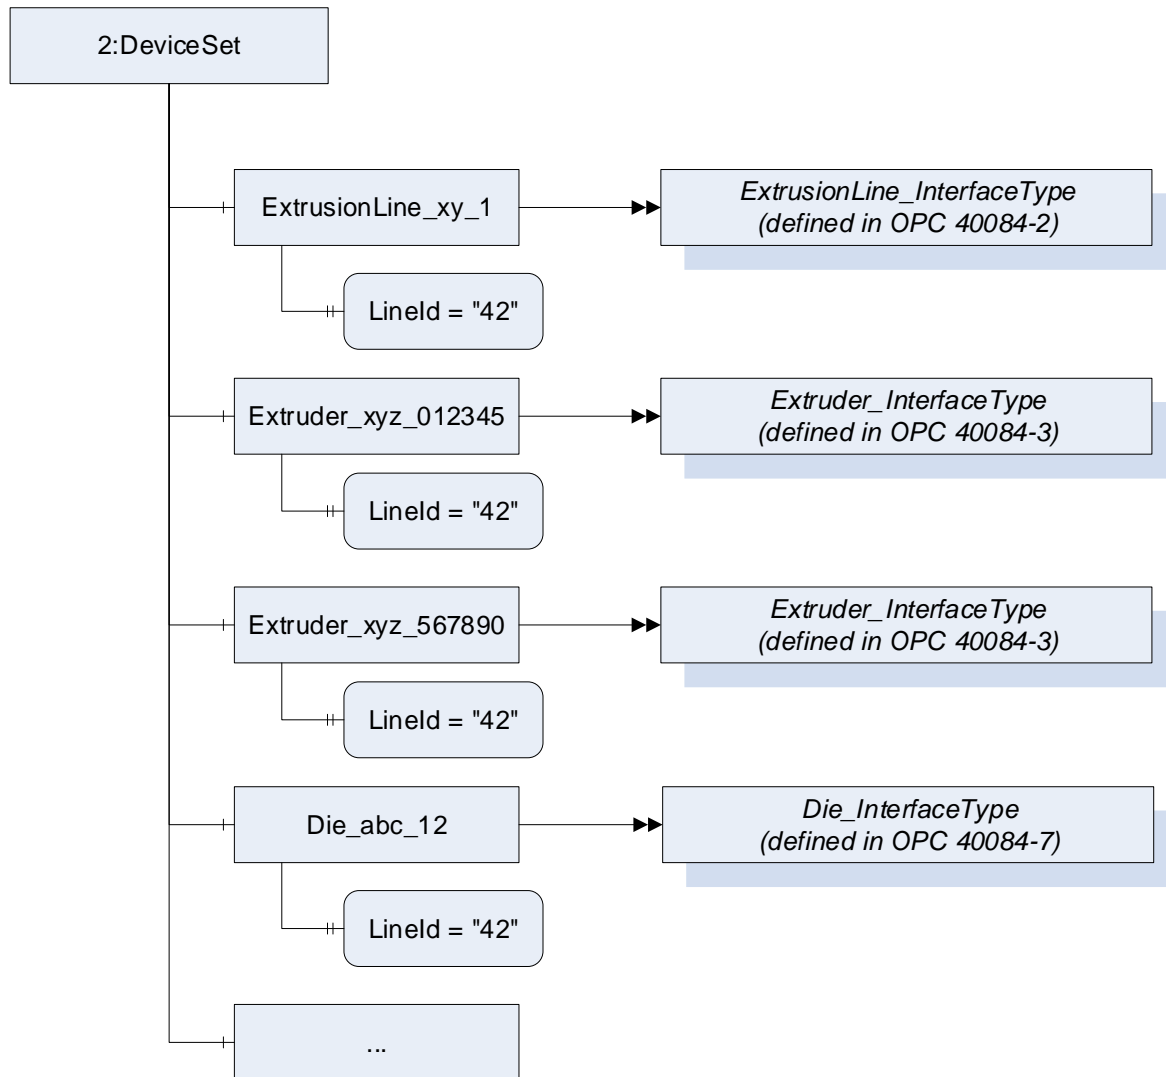 2:DeviceSet
ExtrusionLine_xy_1
ExtrusionLine_InterfaceType
(defined in OPC 40084-2)
LineId = "42"
Extruder_xyz_012345
Extruder_InterfaceType
(defined in OPC 40084-3)
LineId = "42"
Extruder_xyz_567890
Extruder_InterfaceType
(defined in OPC 40084-3)
LineId = "42"
Die_abc_12
Die_InterfaceType
(defined in OPC 40084-7)
LineId = "42"
...